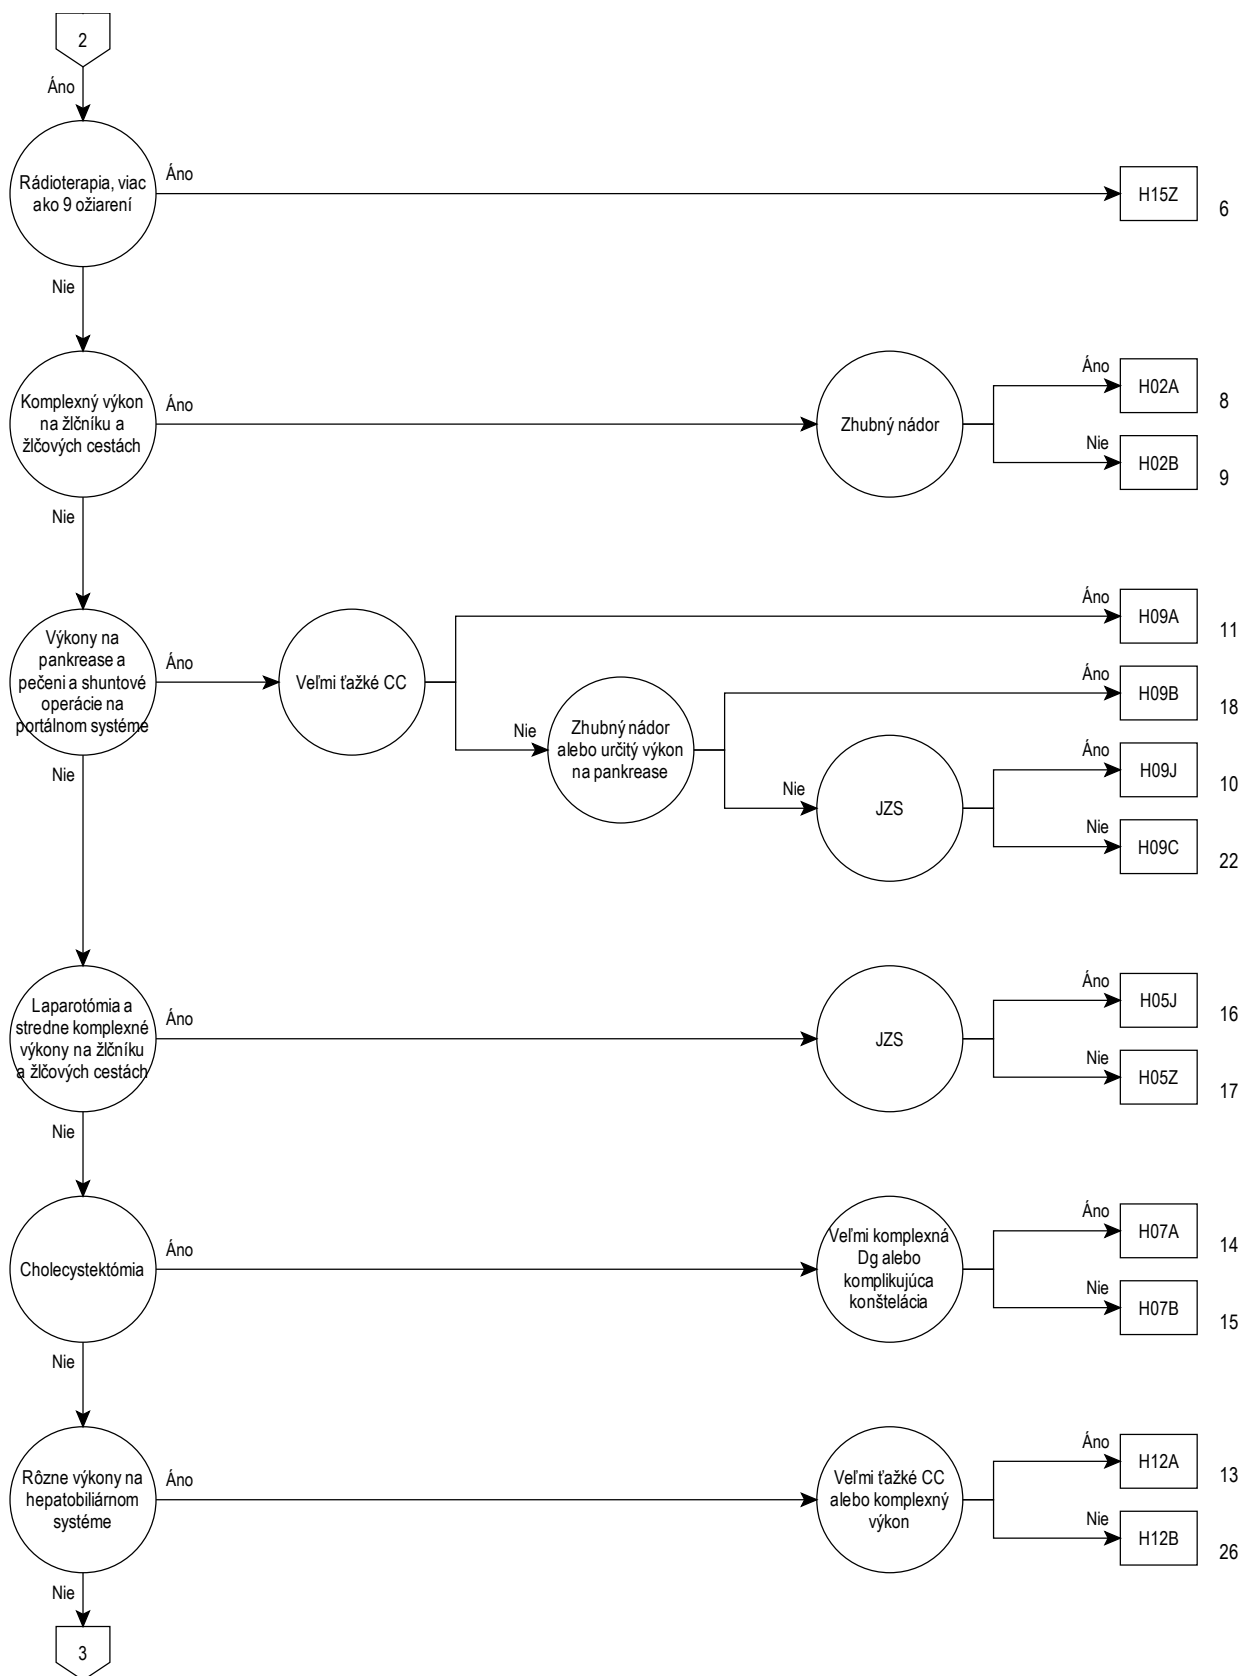 2
Áno
Rádioterapia, viac
ako 9 ožiarení
Áno
H15Z
6
Nie
Komplexný výkon
na žlčníku a
žlčových cestách
Áno
Zhubný nádor
Áno
H02A
8
Nie
H02B
9
Nie
Výkony na
pankrease a
pečeni a shuntové
operácie na
portálnom systéme
Áno
Veľmi ťažké CC
Áno
H09A
11
Nie
Zhubný nádor
alebo určitý výkon
na pankrease
Áno
H09B
18
Nie
JZS
Áno
H09J
10
Nie
H09C
22
Nie
Laparotómia a
stredne komplexné
výkony na žlčníku
a žlčových cestách
Áno
JZS
Áno
H05J
16
Nie
H05Z
17
Nie
Cholecystektómia
Áno
Veľmi komplexná
Dg alebo
komplikujúca
konštelácia
Áno
H07A
14
Nie
H07B
15
Nie
Rôzne výkony na
hepatobiliárnom
systéme
Áno
Veľmi ťažké CC
alebo komplexný
výkon
Áno
H12A
13
Nie
H12B
26
Nie
3